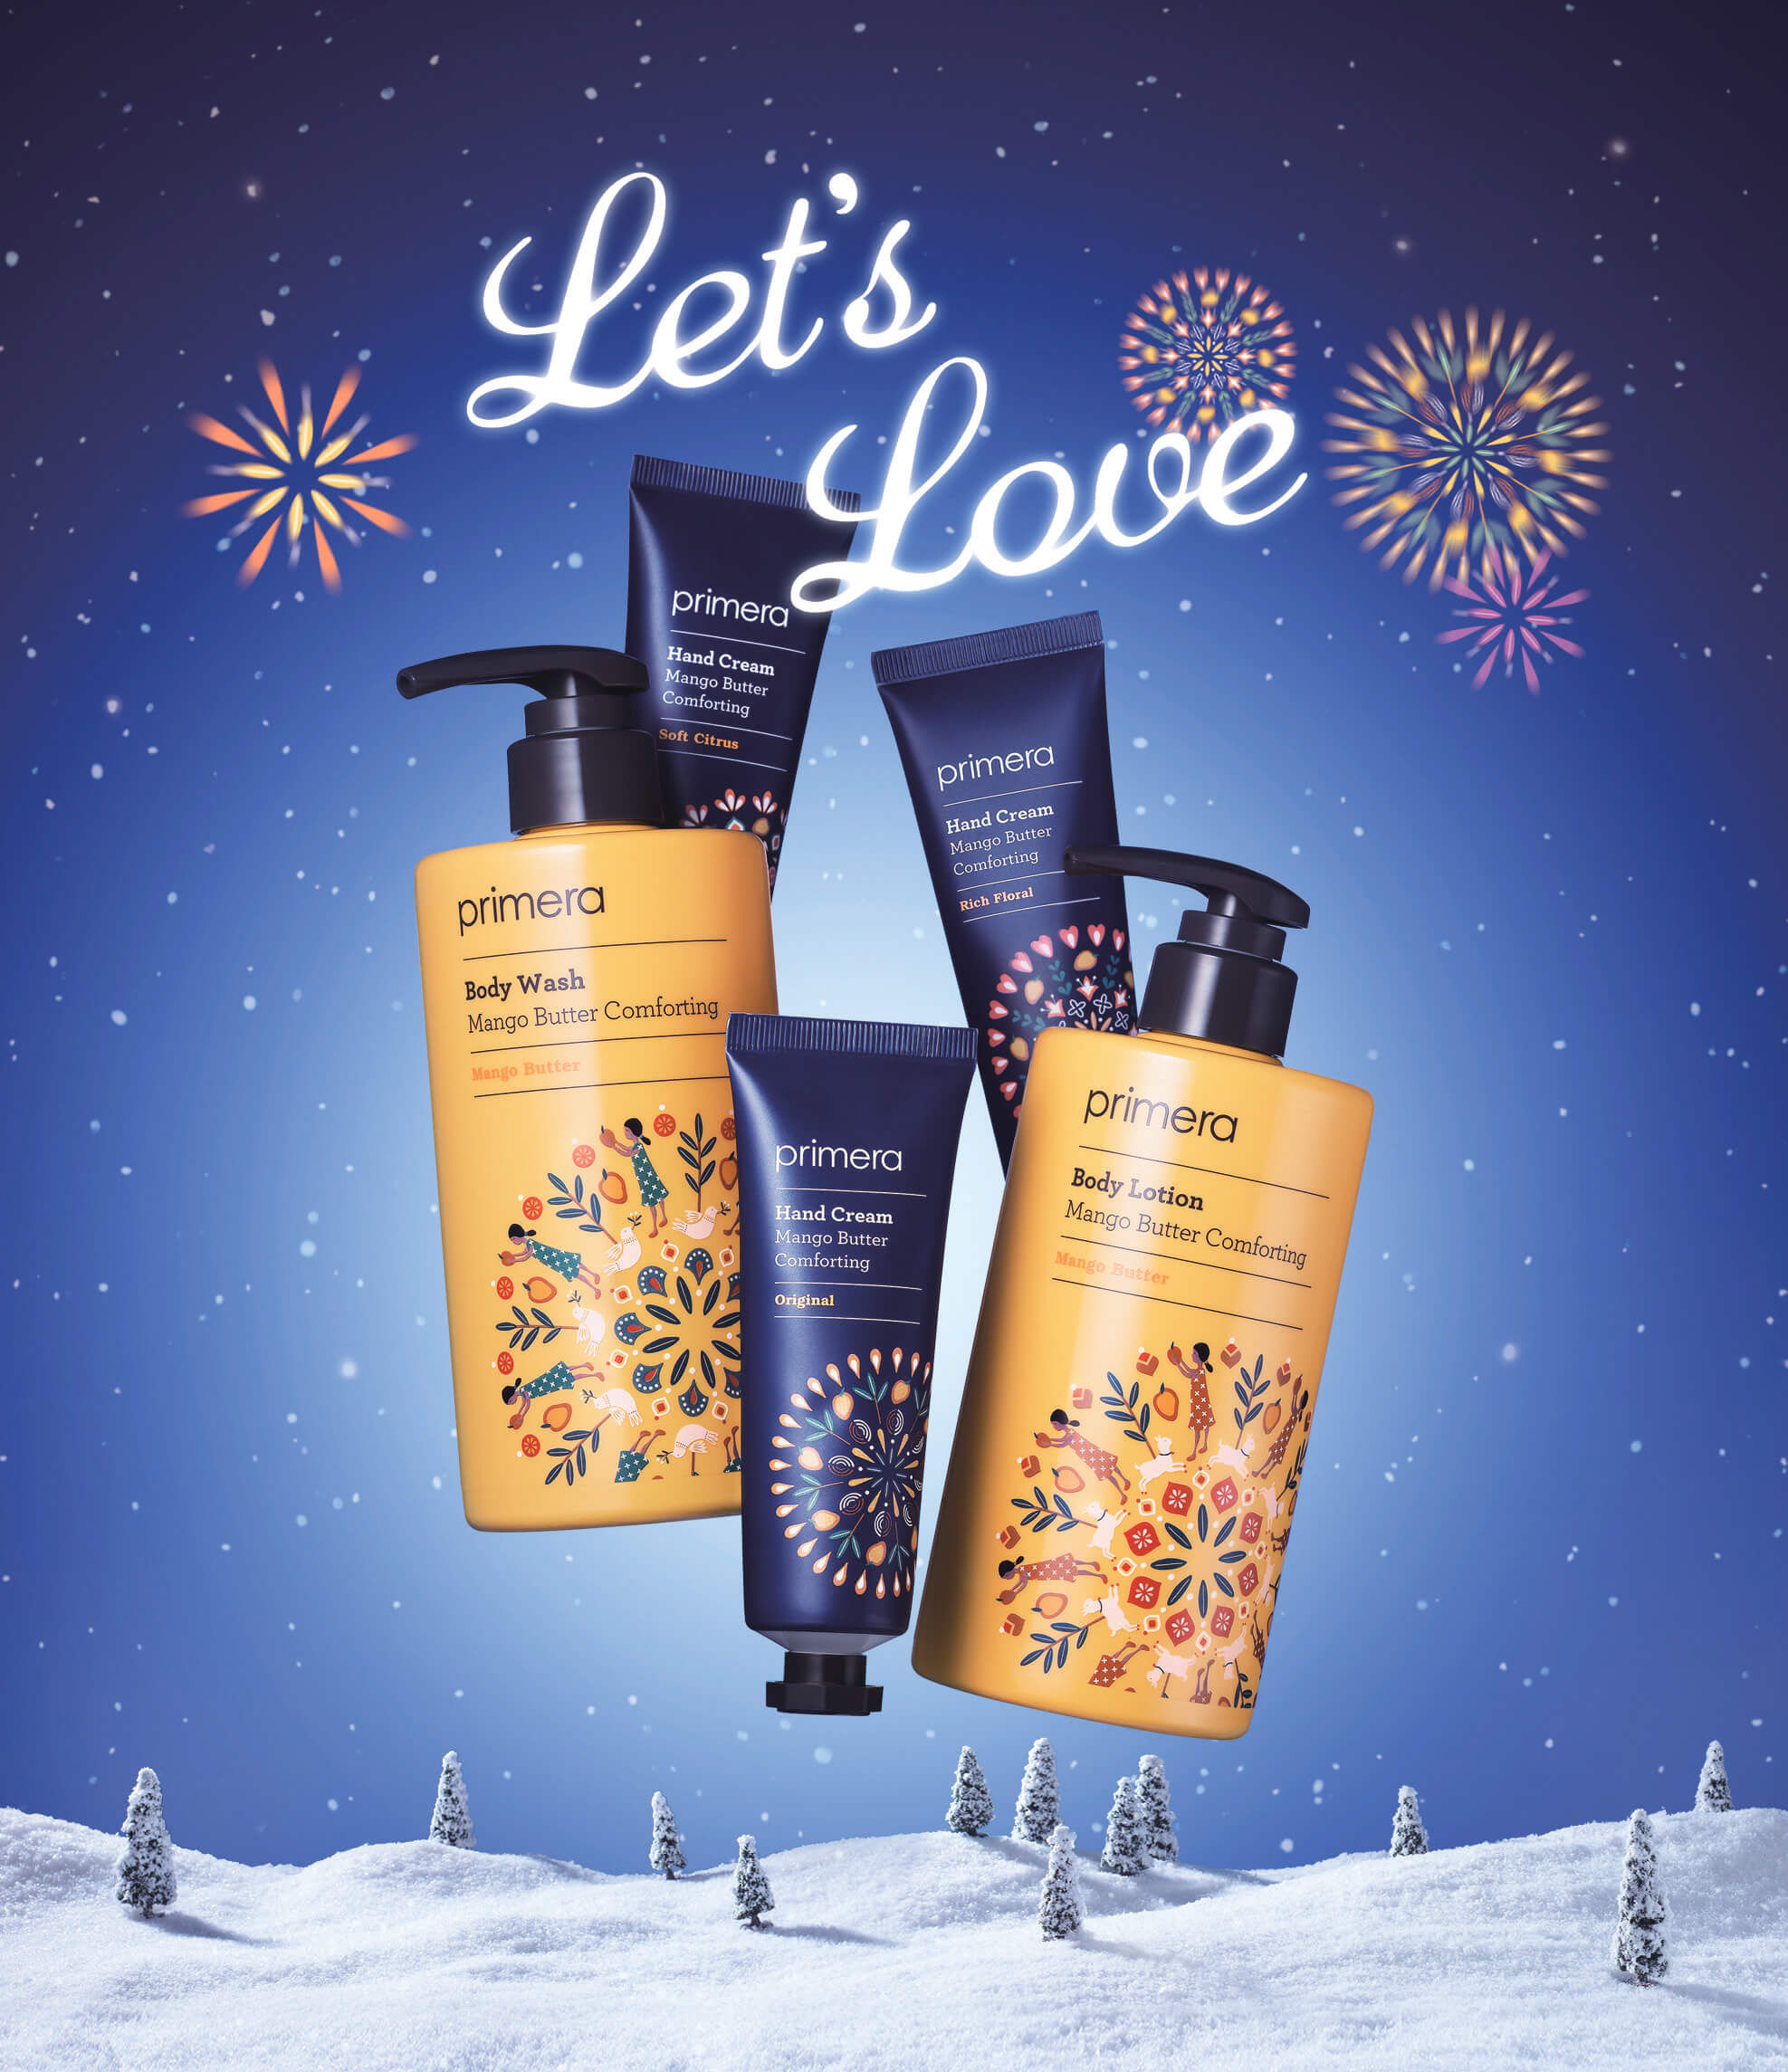 Let's
Love
primera
Hand Cream
Mango Butter
Comforting
Soft Citrus
primera
Hand Cream
Mango Butter
Comforting
Rich Floral
primera
Body Wash
Mango Butter Comforting
Mango Butter
primera
Hand Cream
Mango Butter
Comforting
Original
primera
Body Lotion
Mango Butter Comforting
Mango Butter